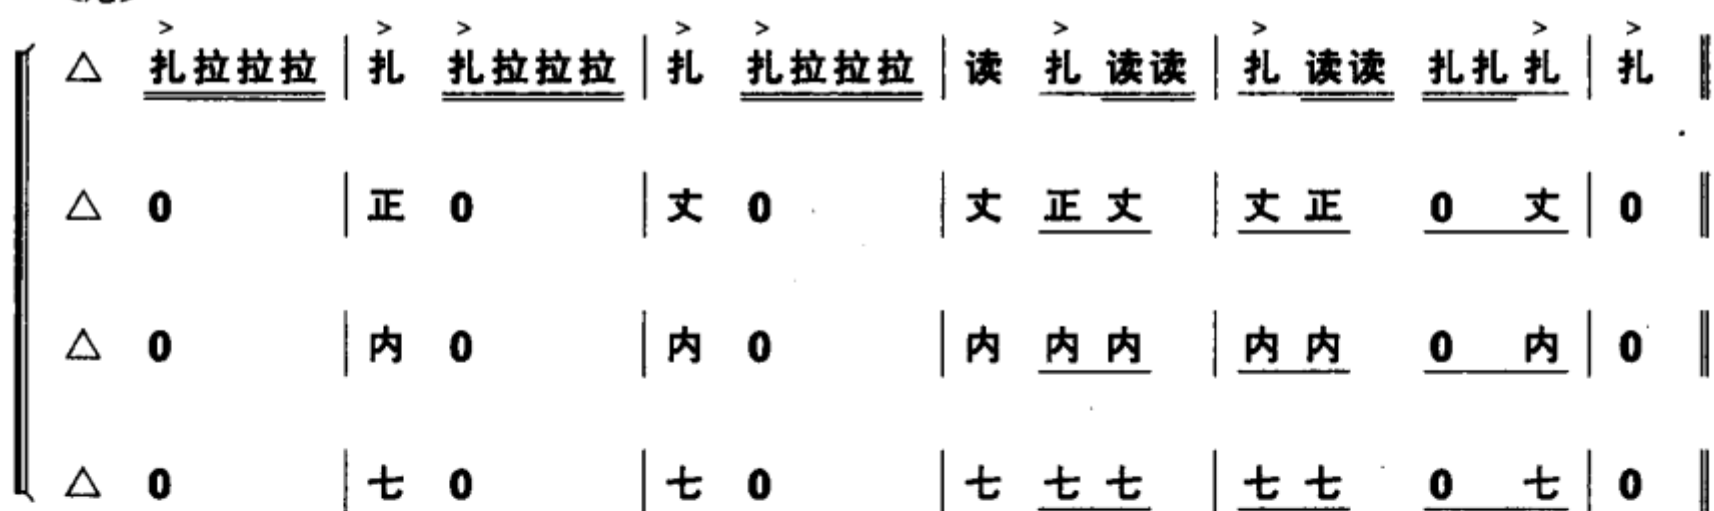 △ 扎拉拉拉 | 扎 扎拉拉拉 | 扎 扎拉拉拉 | 读 扎 读读 | 扎 读读 扎扎 扎 | 扎 ‖
△ 0 | 正 0 | 丈 0 | 丈 正 丈 | 丈 正 0 丈 | 0 ‖
△ 0 | 内 0 | 内 0 | 内 内 内 | 内 内 0 内 | 0 ‖
△ 0 | 七 0 | 七 0 | 七 七 七 | 七 七 0 七 | 0